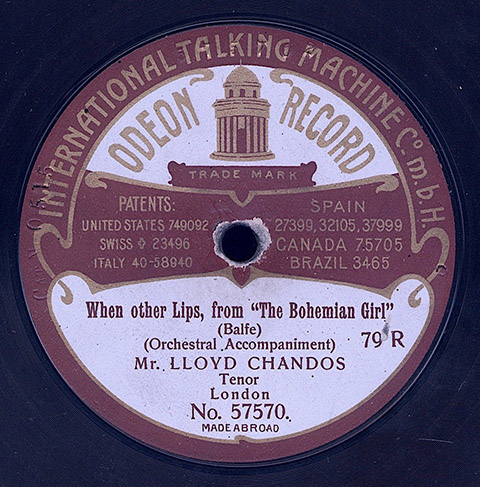 INTERNATIONAL TALKING MACHINE Co. m.b.H.
ODEON RECORD
TRADE MARK
PATENTS:
UNITED STATES 749092
SWISS ✥ 23496
ITALY 40-58940
SPAIN
27399, 32105, 37999
CANADA 75705
BRAZIL 3465
When other Lips, from "The Bohemian Girl"
(Balfe)
(Orchestral Accompaniment) 79 R
Mr. LLOYD CHANDOS
Tenor
London
No. 57570.
MADE ABROAD